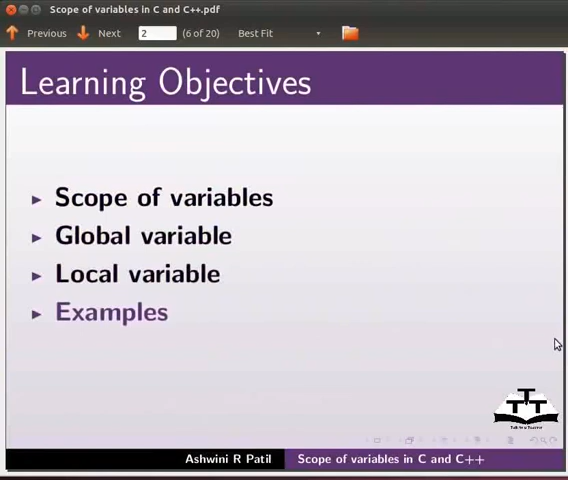 Scope of variables in C and C++.pdf
Previous Next 2 (6 of 20) Best Fit
Learning Objectives
Scope of variables
Global variable
Local variable
Examples
TTT
Ashwini R Patil Scope of variables in C and C++